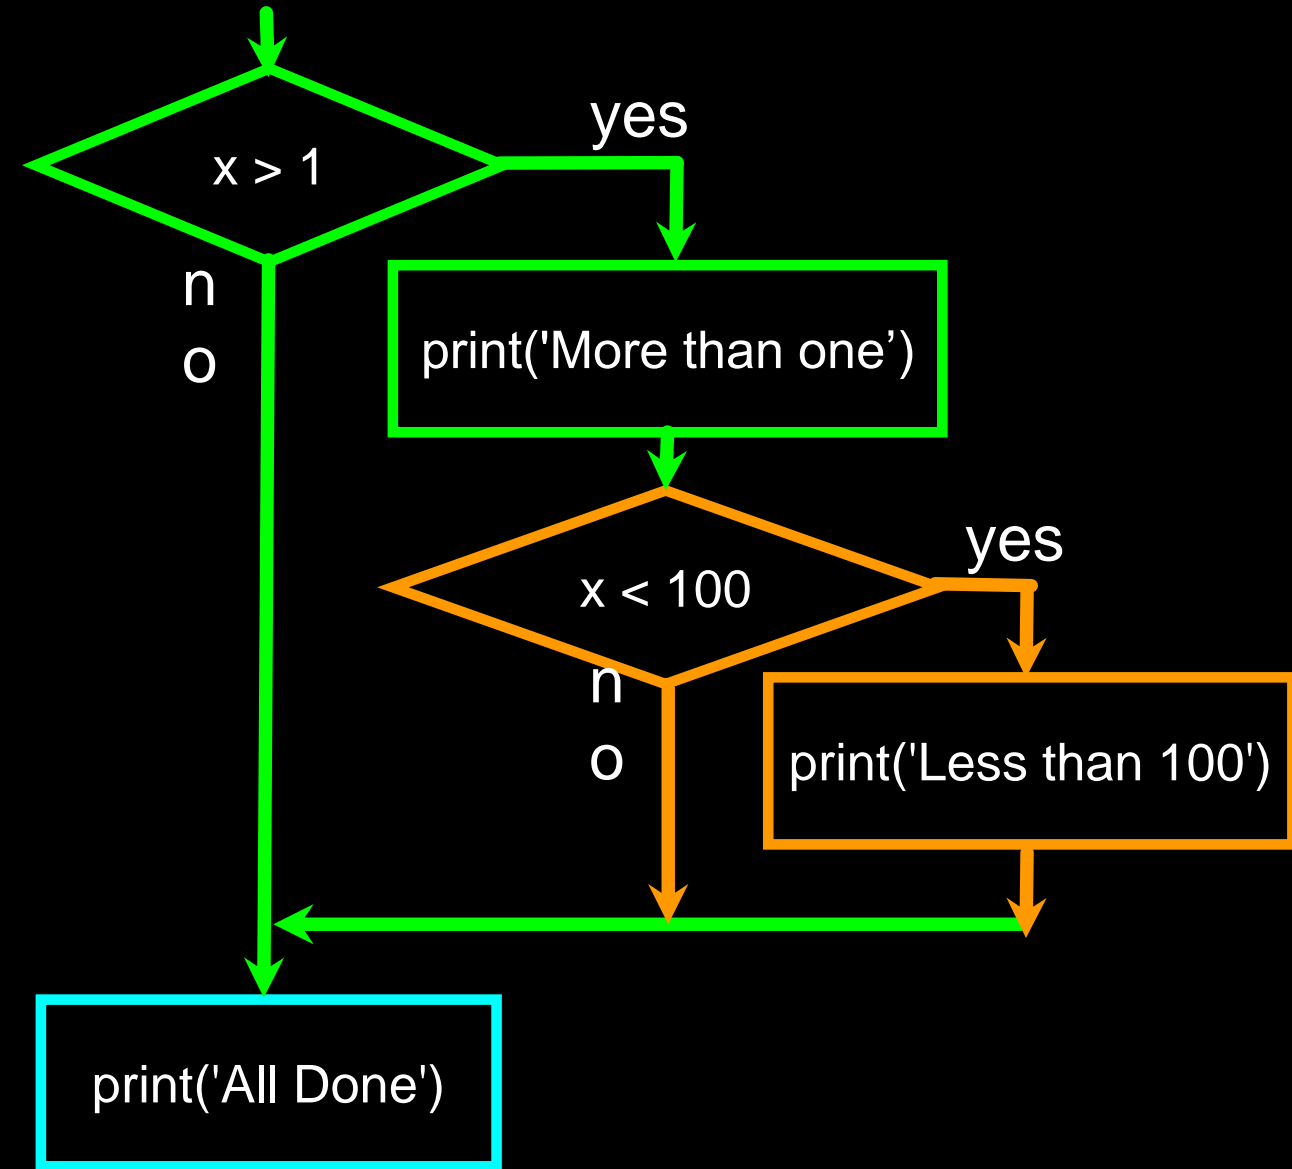 yes
x > 1
n
o
print('More than one’)
yes
x < 100
n
o
print('Less than 100')
print('All Done')